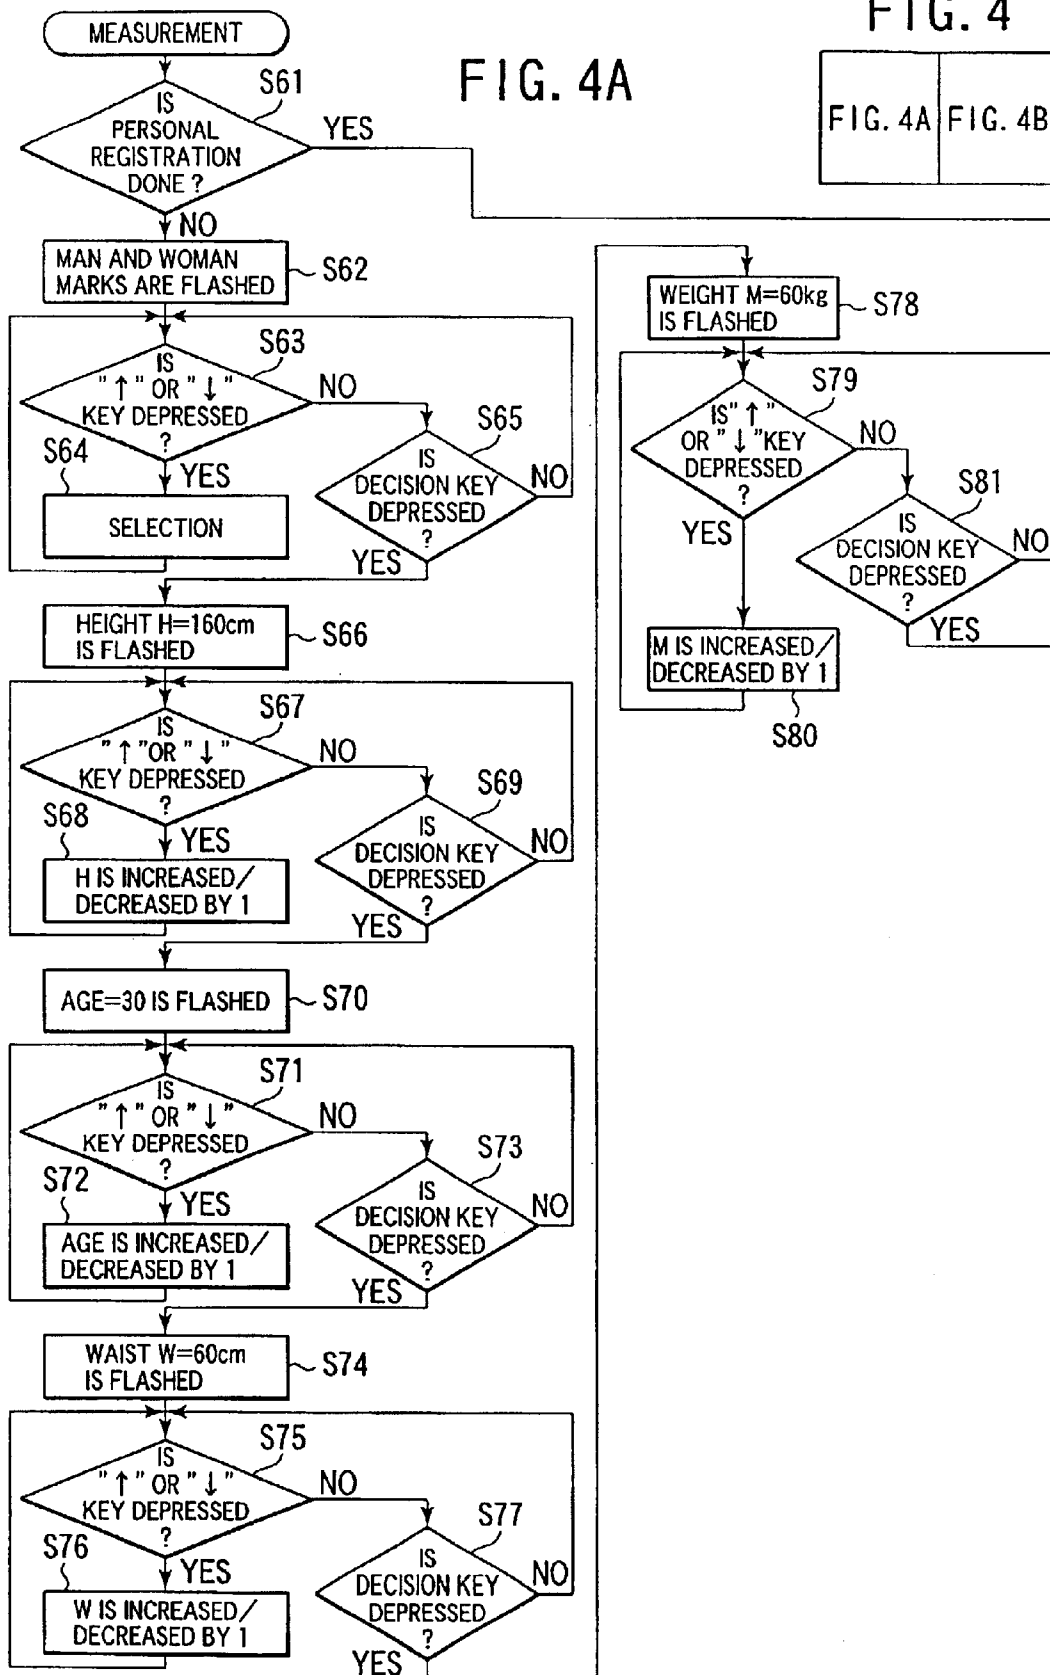 FIG. 4
FIG. 4A
FIG. 4A
FIG. 4B
MEASUREMENT
S61
IS
PERSONAL
REGISTRATION
DONE ?
YES
NO
MAN AND WOMAN
MARKS ARE FLASHED
S62
S63
IS
" ↑ " OR " ↓ "
KEY DEPRESSED
?
NO
YES
S64
SELECTION
S65
IS
DECISION KEY
DEPRESSED
?
NO
YES
HEIGHT H=160cm
IS FLASHED
S66
S67
IS
" ↑ "OR " ↓ "
KEY DEPRESSED
?
NO
YES
S68
H IS INCREASED/
DECREASED BY 1
S69
IS
DECISION KEY
DEPRESSED
?
NO
YES
AGE=30 IS FLASHED
S70
S71
IS
" ↑ " OR " ↓ "
KEY DEPRESSED
?
NO
YES
S72
AGE IS INCREASED/
DECREASED BY 1
S73
IS
DECISION KEY
DEPRESSED
?
NO
YES
WAIST W=60cm
IS FLASHED
S74
S75
IS
" ↑ " OR " ↓ "
KEY DEPRESSED
?
NO
YES
S76
W IS INCREASED/
DECREASED BY 1
S77
IS
DECISION KEY
DEPRESSED
?
NO
YES
WEIGHT M=60kg
IS FLASHED
S78
S79
IS" ↑ "
OR " ↓ "KEY
DEPRESSED
?
NO
YES
M IS INCREASED/
DECREASED BY 1
S80
S81
IS
DECISION KEY
DEPRESSED
?
NO
YES